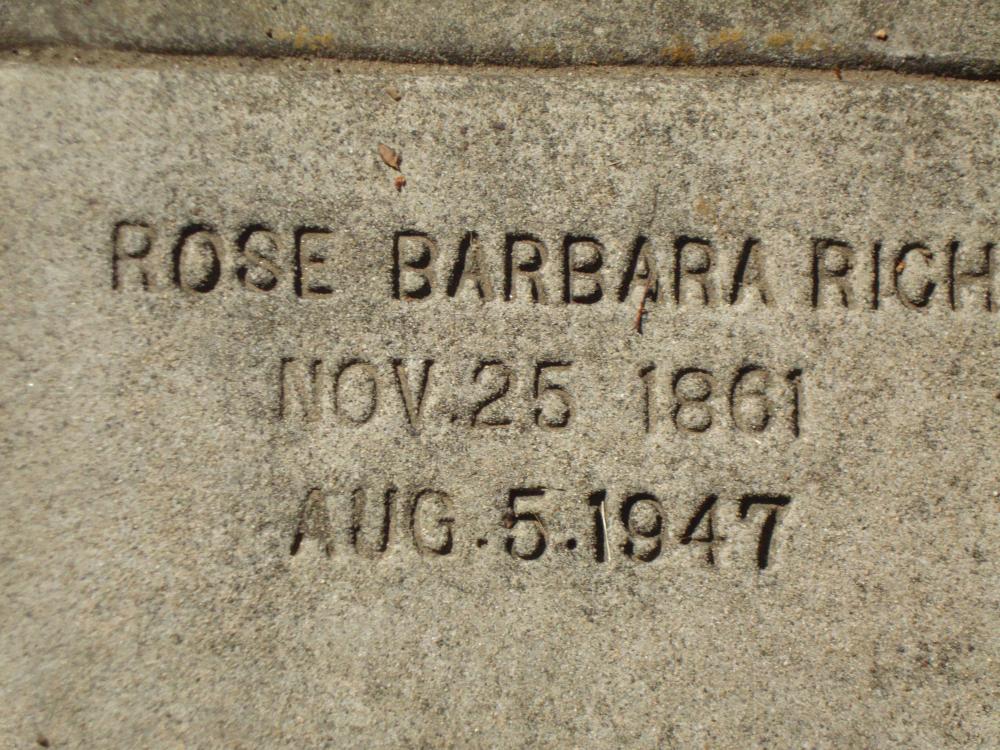 ROSE BARBARA RICH
NOV. 25 1861
AUG. 5. 1947